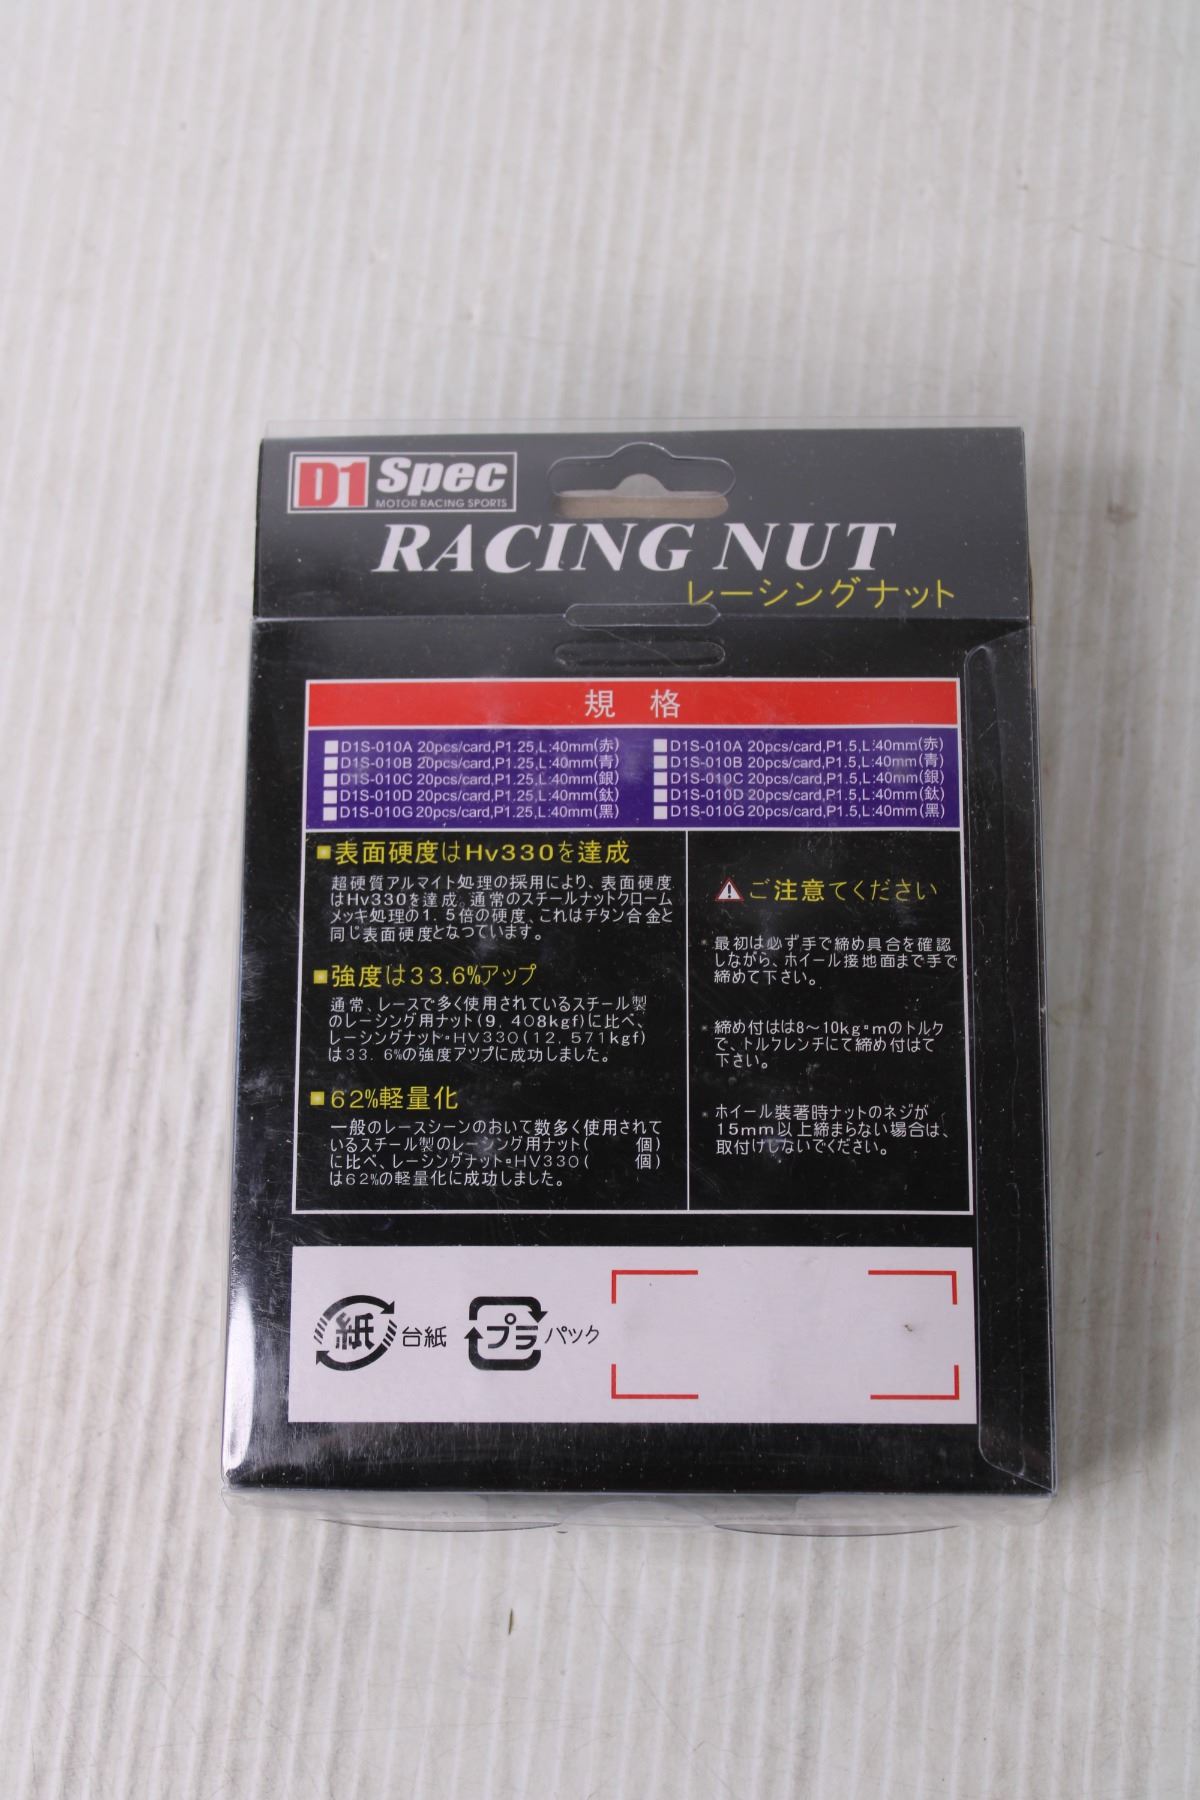 D1 Spec
MOTOR RACING SPORTS
RACING NUT
レーシングナット
規 格
D1S-010A 20pcs/card,P1.25,L:40mm(赤)
D1S-010B 20pcs/card,P1.25,L:40mm(青)
D1S-010C 20pcs/card,P1.25,L:40mm(銀)
D1S-010D 20pcs/card,P1.25,L:40mm(鈦)
D1S-010G 20pcs/card,P1.25,L:40mm(黑)
D1S-010A 20pcs/card,P1.5,L:40mm(赤)
D1S-010B 20pcs/card,P1.5,L:40mm(青)
D1S-010C 20pcs/card,P1.5,L:40mm(銀)
D1S-010D 20pcs/card,P1.5,L:40mm(鈦)
D1S-010G 20pcs/card,P1.5,L:40mm(黑)
表面硬度はHv330を達成
超硬質アルマイト処理の採用により、表面硬度
はHv330を達成。通常のスチールナットクローム
メッキ処理の1．5倍の硬度、これはチタン合金と
同じ表面硬度となつています。
強度は33.6%アップ
通常、レースで多く使用されているスチール製
のレーシング用ナット(9，408kgf)に比べ、
レーシングナット・HV330(12，571kgf)
は33．6%の強度アツプに成功しました。
62%軽量化
一般のレースシーンのおいて数多く使用されて
いるスチール製のレーシング用ナット( 個)
に比べ、レーシングナット・HV330( 個)
は62%の軽量化に成功しました。
ご注意てください
* 最初は必ず手で締め具合を確認
しながら、ホイール接地面まで手で
締めて下さい。
* 締め付はは8～10kg・mのトルク
で、トルクレンチにて締め付はて
下さい。
* ホイール装著時ナットのネジが
15mm以上締まらない場合は、
取付けしないでください。
紙 台紙 プラ パック